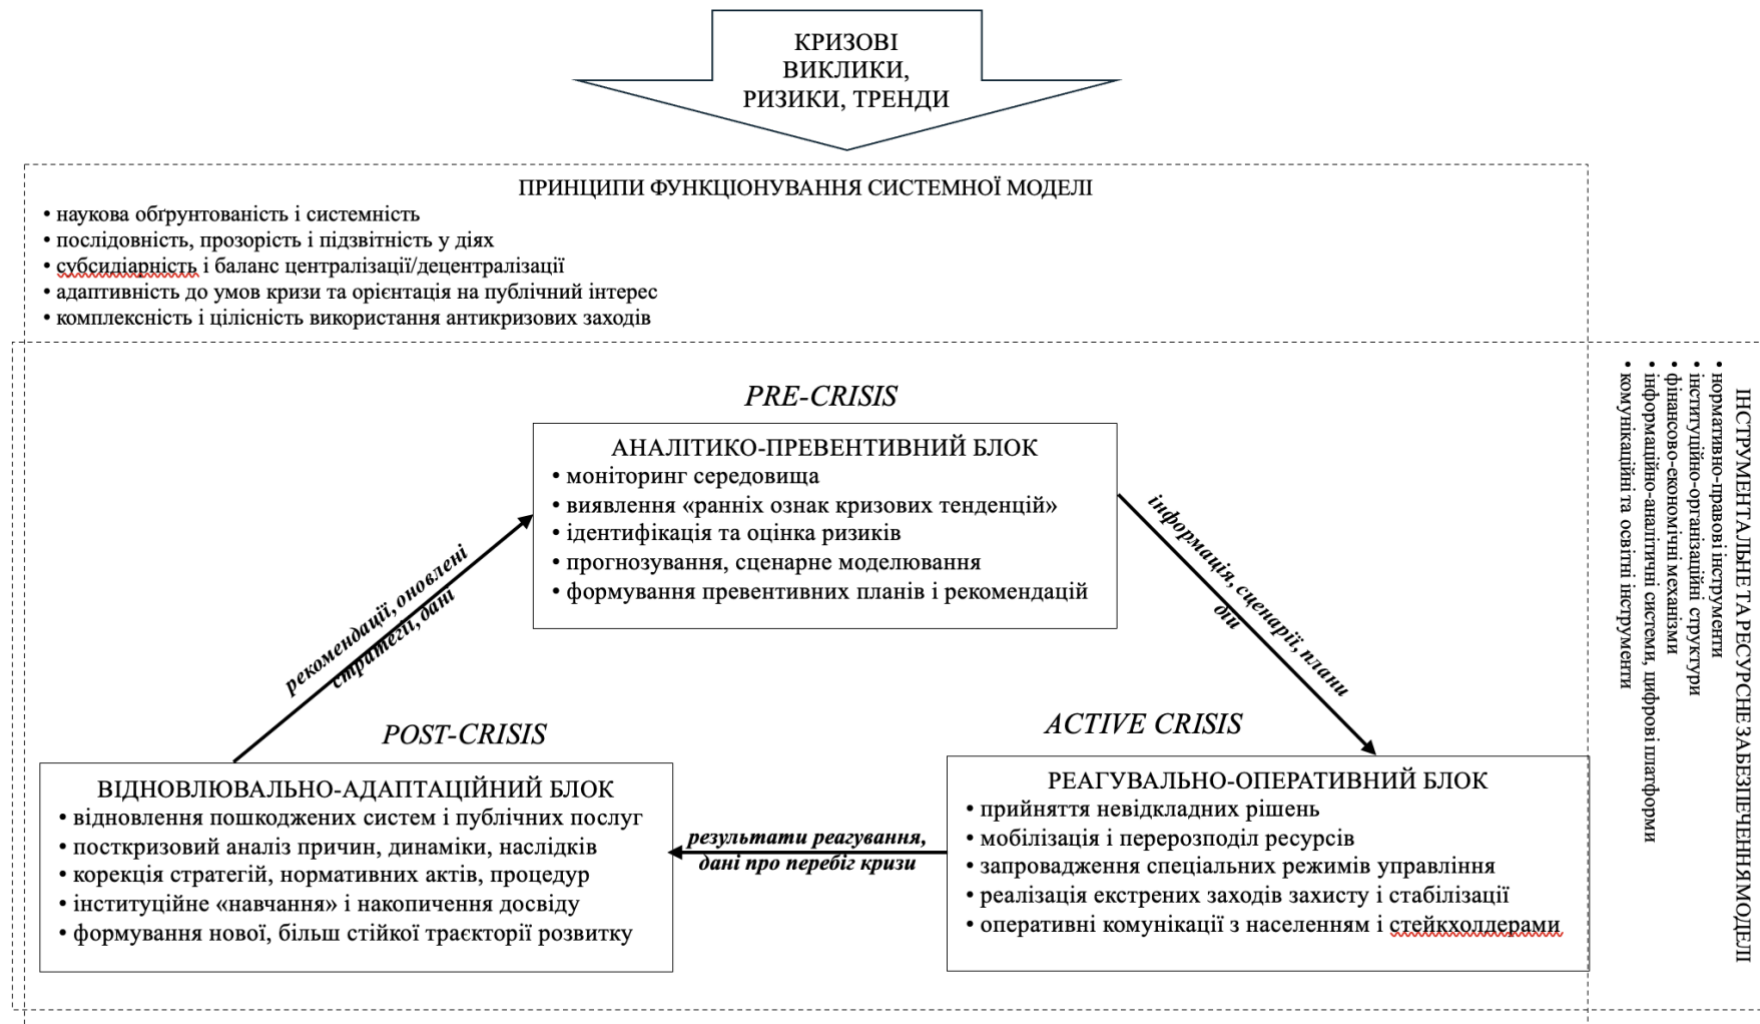 КРИЗОВІ
ВИКЛИКИ,
РИЗИКИ, ТРЕНДИ
ПРИНЦИПИ ФУНКЦІОНУВАННЯ СИСТЕМНОЇ МОДЕЛІ
• наукова обґрунтованість і системність
• послідовність, прозорість і підзвітність у діях
• субсидіарність і баланс централізації/децентралізації
• адаптивність до умов кризи та орієнтація на публічний інтерес
• комплексність і цілісність використання антикризових заходів
PRE-CRISIS
АНАЛІТИКО-ПРЕВЕНТИВНИЙ БЛОК
• моніторинг середовища
• виявлення «ранніх ознак кризових тенденцій»
• ідентифікація та оцінка ризиків
• прогнозування, сценарне моделювання
• формування превентивних планів і рекомендацій
інформація, сценарії, плани
дій
ACTIVE CRISIS
РЕАГУВАЛЬНО-ОПЕРАТИВНИЙ БЛОК
• прийняття невідкладних рішень
• мобілізація і перерозподіл ресурсів
• запровадження спеціальних режимів управління
• реалізація екстрених заходів захисту і стабілізації
• оперативні комунікації з населенням і стейкхолдерами
результати реагування,
дані про перебіг кризи
POST-CRISIS
ВІДНОВЛЮВАЛЬНО-АДАПТАЦІЙНИЙ БЛОК
• відновлення пошкоджених систем і публічних послуг
• посткризовий аналіз причин, динаміки, наслідків
• корекція стратегій, нормативних актів, процедур
• інституційне «навчання» і накопичення досвіду
• формування нової, більш стійкої траєкторії розвитку
рекомендації, оновлені
стратегії, дані
ІНСТРУМЕНТАЛЬНЕ ТА РЕСУРСНЕ ЗАБЕЗПЕЧЕННЯ МОДЕЛІ
• нормативно-правові інструменти
• інституційно-організаційні структури
• фінансово-економічні механізми
• інформаційно-аналітичні системи, цифрові платформи
• комунікаційні та освітні інструменти